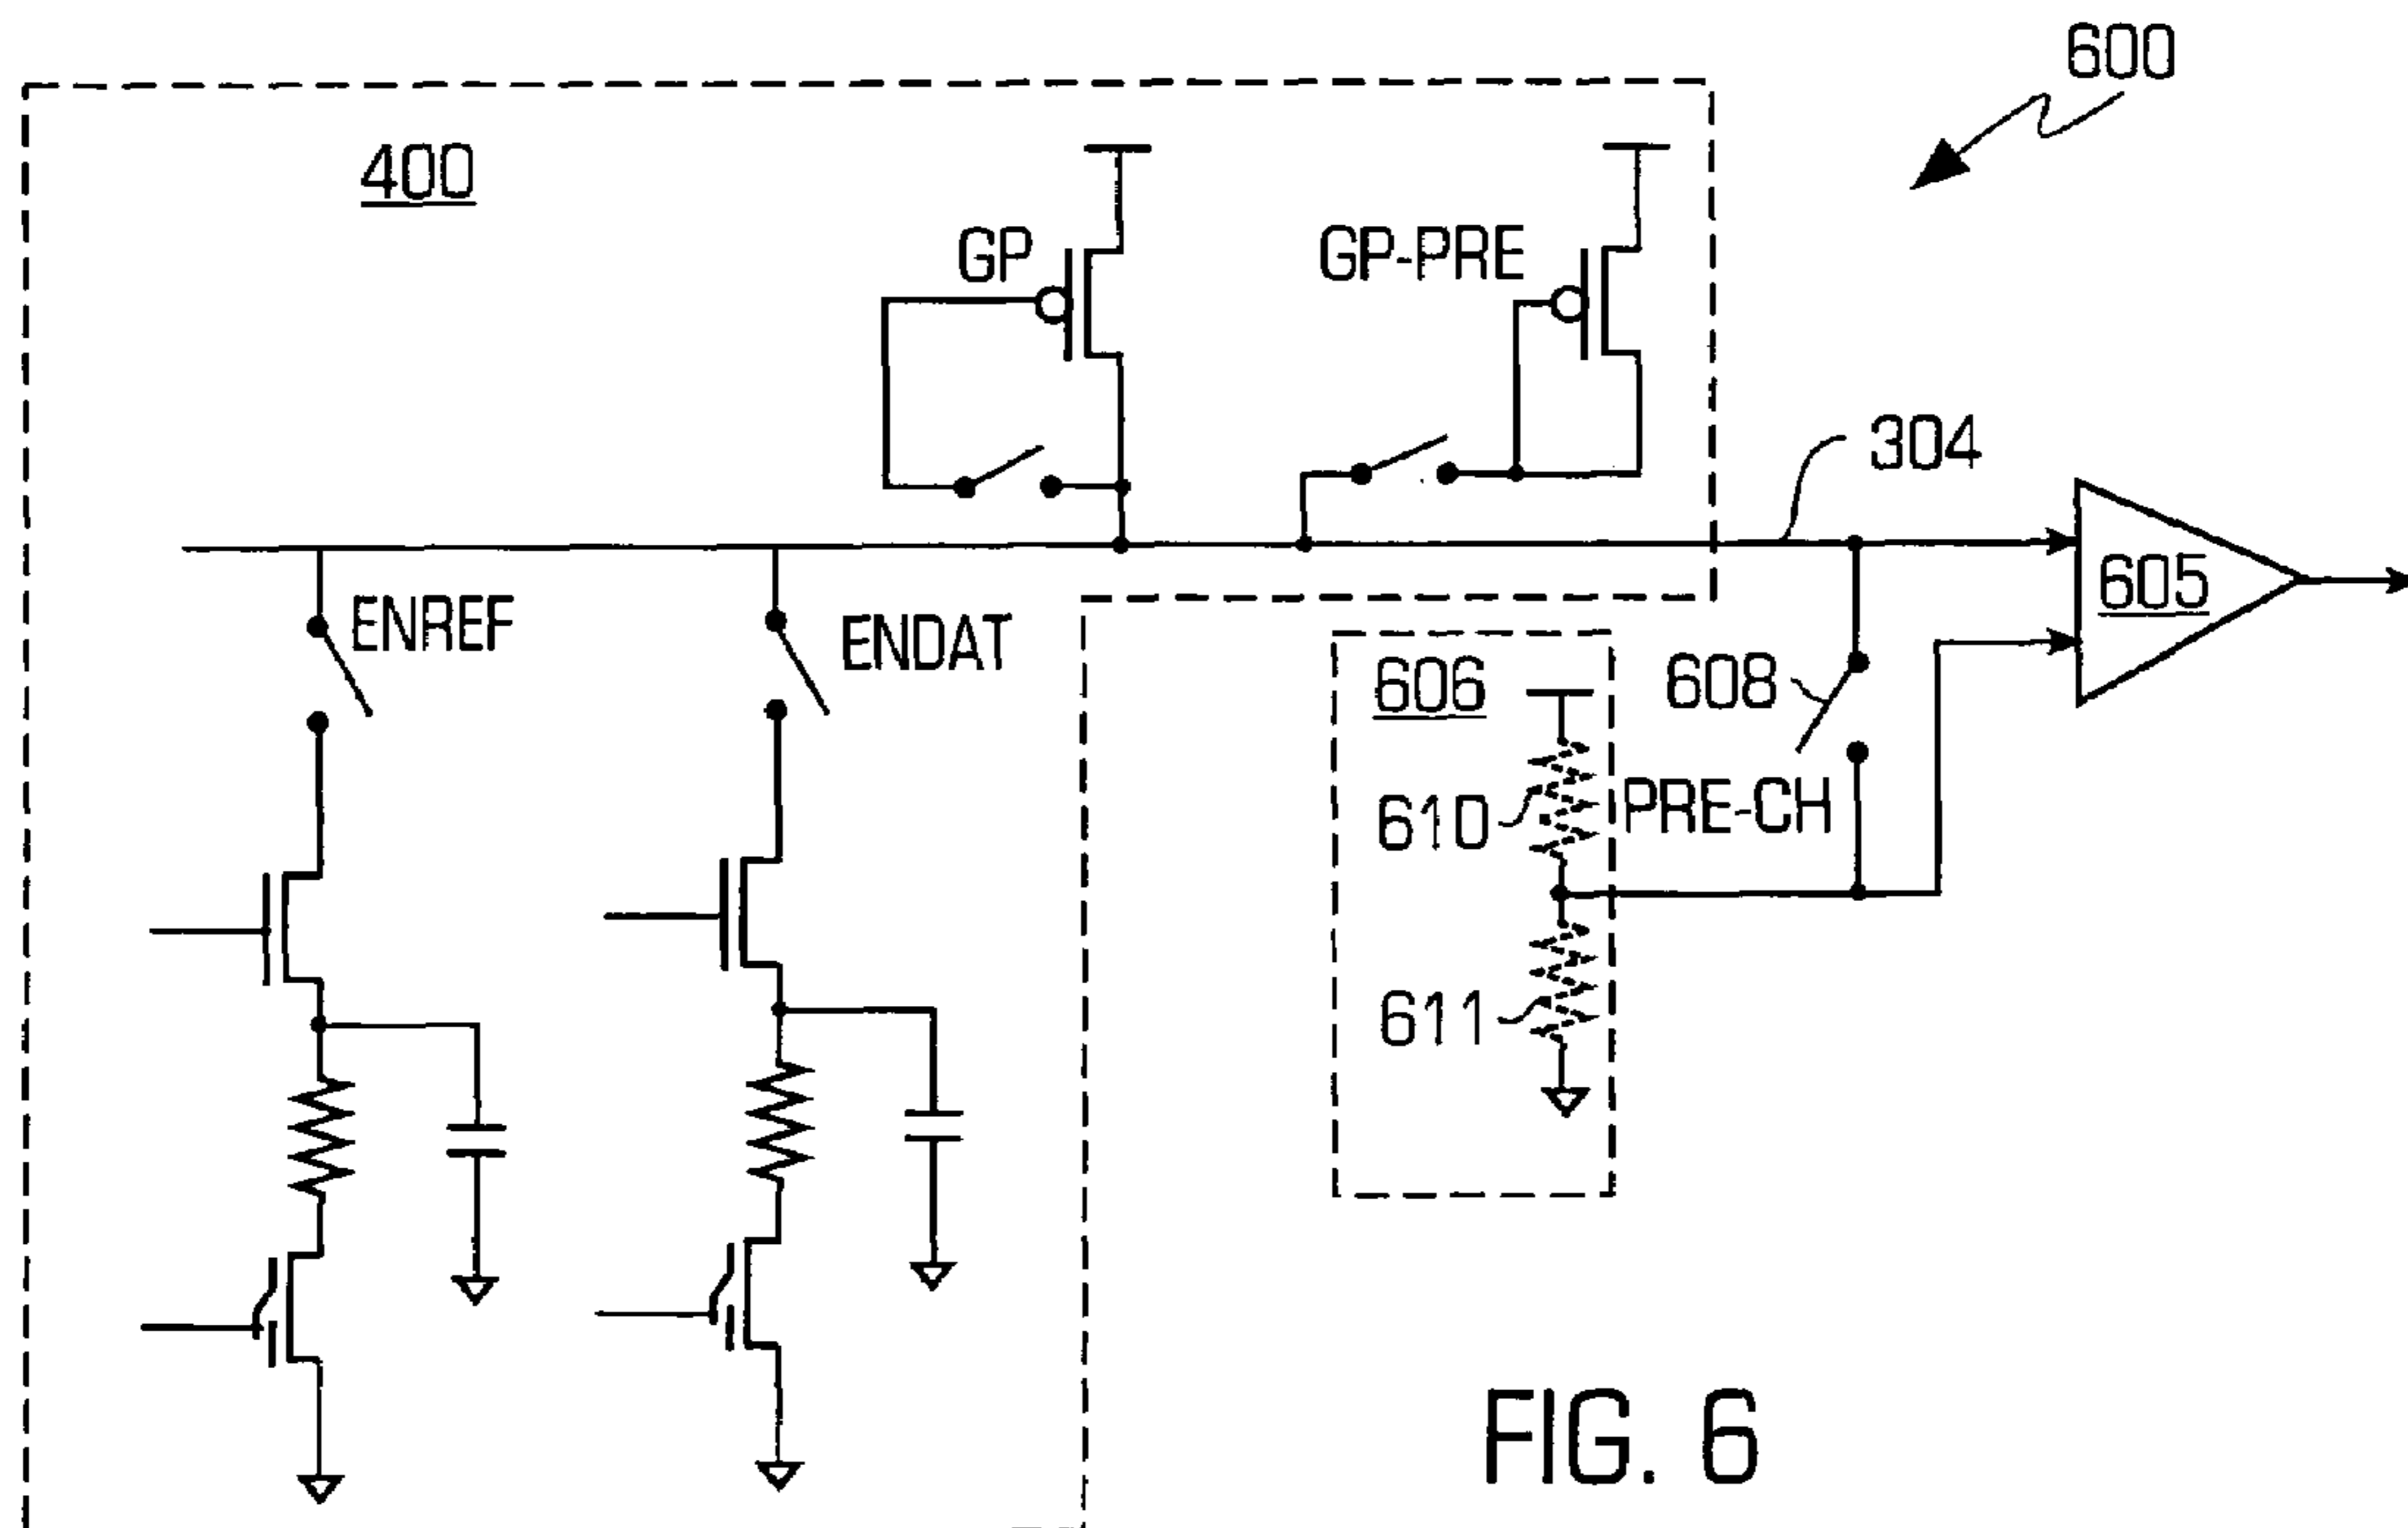 600
400
GP
GP-PRE
304
ENREF
ENDAT
605
606
608
610
PRE-CH
611
FIG. 6